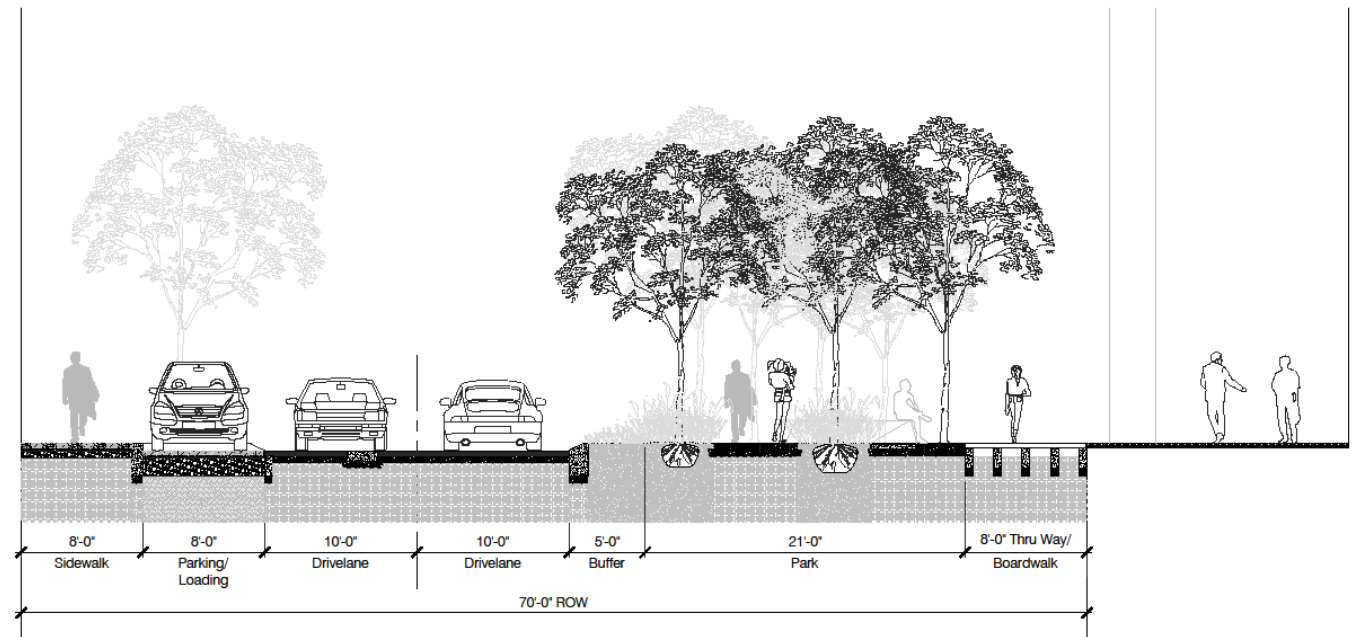 8'-0"
Sidewalk
8'-0"
Parking/
Loading
10'-0"
Drivelane
10'-0"
Drivelane
5'-0"
Buffer
21'-0"
Park
8'-0" Thru Way/
Boardwalk
70'-0" ROW